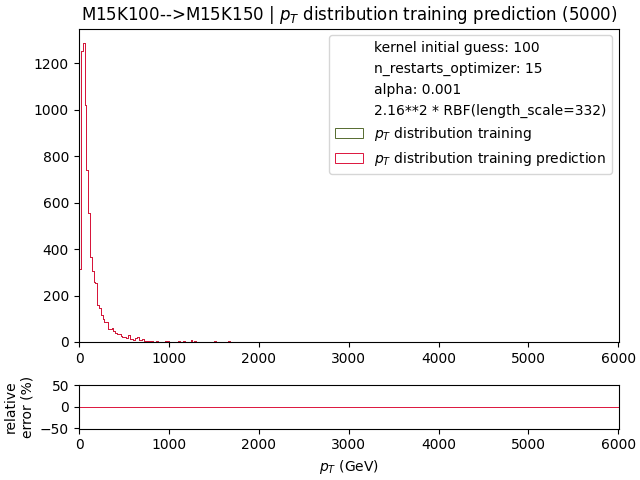 M15K100-->M15K150 | p_T distribution training prediction (5000)
kernel initial guess: 100
n_restarts_optimizer: 15
alpha: 0.001
2.16**2 * RBF(length_scale=332)
p_T distribution training
p_T distribution training prediction
1200
1000
800
600
400
200
0
0 1000 2000 3000 4000 5000 6000
relative
error (%)
50
0
−50
0 1000 2000 3000 4000 5000 6000
p_T (GeV)